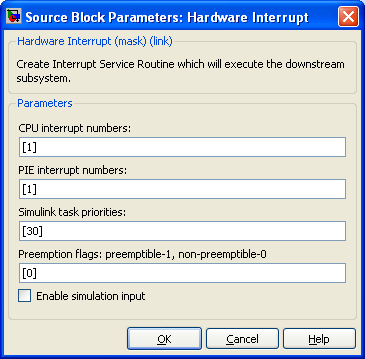 Source Block Parameters: Hardware Interrupt
Hardware Interrupt (mask) (link)
Create Interrupt Service Routine which will execute the downstream
subsystem.
Parameters
CPU interrupt numbers:
[1]
PIE interrupt numbers:
[1]
Simulink task priorities:
[30]
Preemption flags: preemptible-1, non-preemptible-0
[0]
Enable simulation input
OK Cancel Help